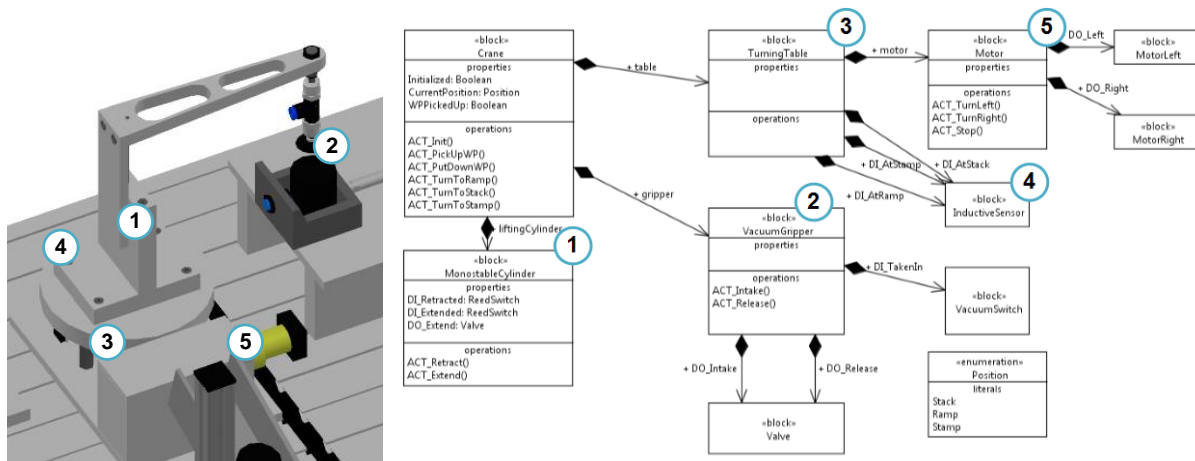 1
2
3
4
5
«block»
Crane
properties
Initialized: Boolean
CurrentPosition: Position
WPPickedUp: Boolean
operations
ACT_Init()
ACT_PickUpWP()
ACT_PutDownWP()
ACT_TurnToRamp()
ACT_TurnToStack()
ACT_TurnToStamp()
+ table
+ gripper
liftingCylinder
1
«block»
MonostableCylinder
properties
DI_Retracted: ReedSwitch
DI_Extended: ReedSwitch
DO_Extend: Valve
operations
ACT_Retract()
ACT_Extend()
3
«block»
TurningTable
properties
operations
+ motor
+ DI_AtStack
+ DI_AtStamp
+ DI_AtRamp
5
«block»
Motor
properties
operations
ACT_TurnLeft()
ACT_TurnRight()
ACT_Stop()
DO_Left
+ DO_Right
«block»
MotorLeft
«block»
MotorRight
4
«block»
InductiveSensor
2
«block»
VacuumGripper
properties
operations
ACT_Intake()
ACT_Release()
+ DI_TakenIn
«block»
VacuumSwitch
+ DO_Intake
+ DO_Release
«block»
Valve
«enumeration»
Position
literals
Stack
Ramp
Stamp